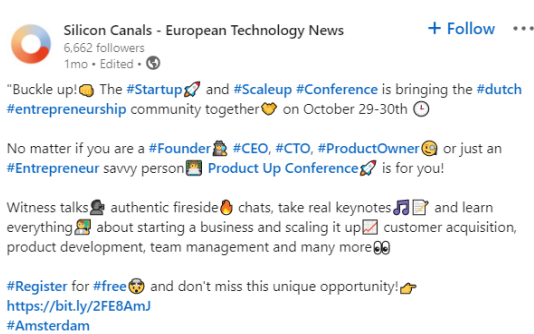 Silicon Canals - European Technology News
+ Follow ...
6,662 followers
1mo • Edited •
"Buckle up!🤜 The #Startup🚀 and #Scaleup #Conference is bringing the #dutch
#entrepreneurship community together🤝 on October 29-30th 🕒
No matter if you are a #Founder🕵 #CEO, #CTO, #ProductOwner🧐 or just an
#Entrepreneur savvy person👨‍💻 Product Up Conference🚀 is for you!
Witness talks🗣 authentic fireside🔥 chats, take real keynotes🎵📝 and learn
everything👩‍🏫 about starting a business and scaling it up📈 customer acquisition,
product development, team management and many more👀
#Register for #free🤯 and don't miss this unique opportunity!👉
https://bit.ly/2FE8AmJ
#Amsterdam